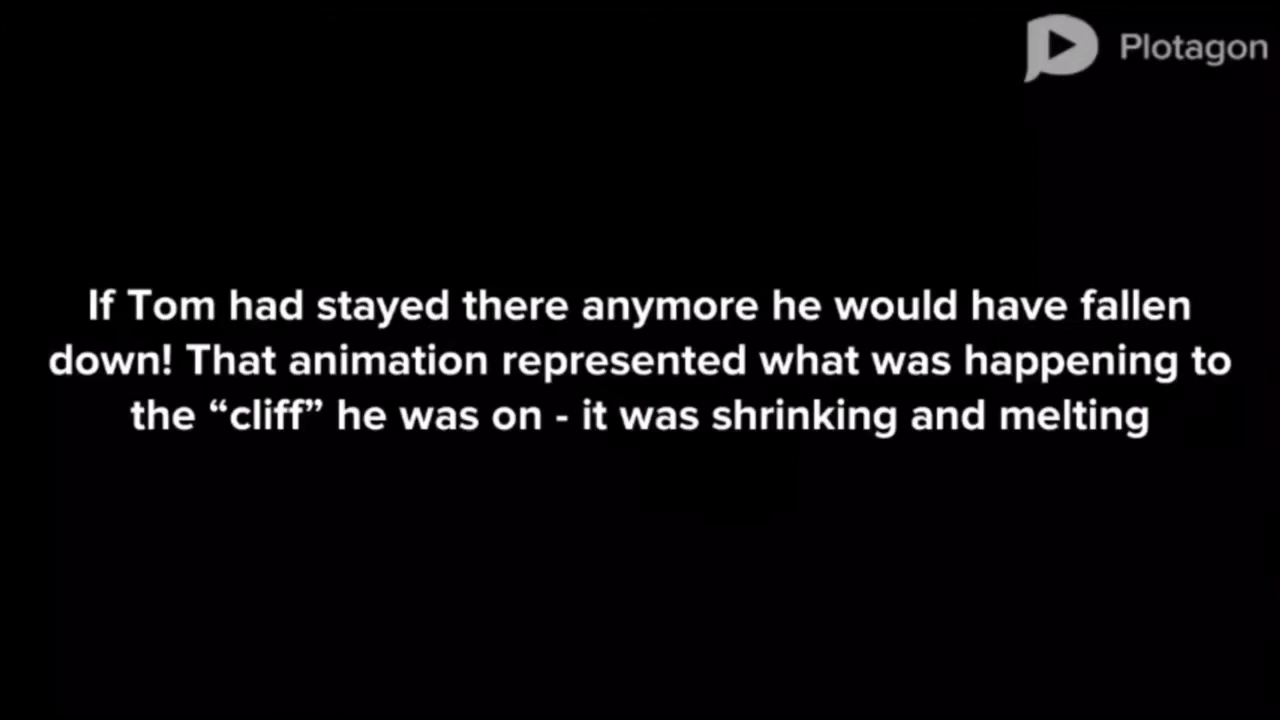 Plotagon
If Tom had stayed there anymore he would have fallen
down! That animation represented what was happening to
the “cliff” he was on - it was shrinking and melting